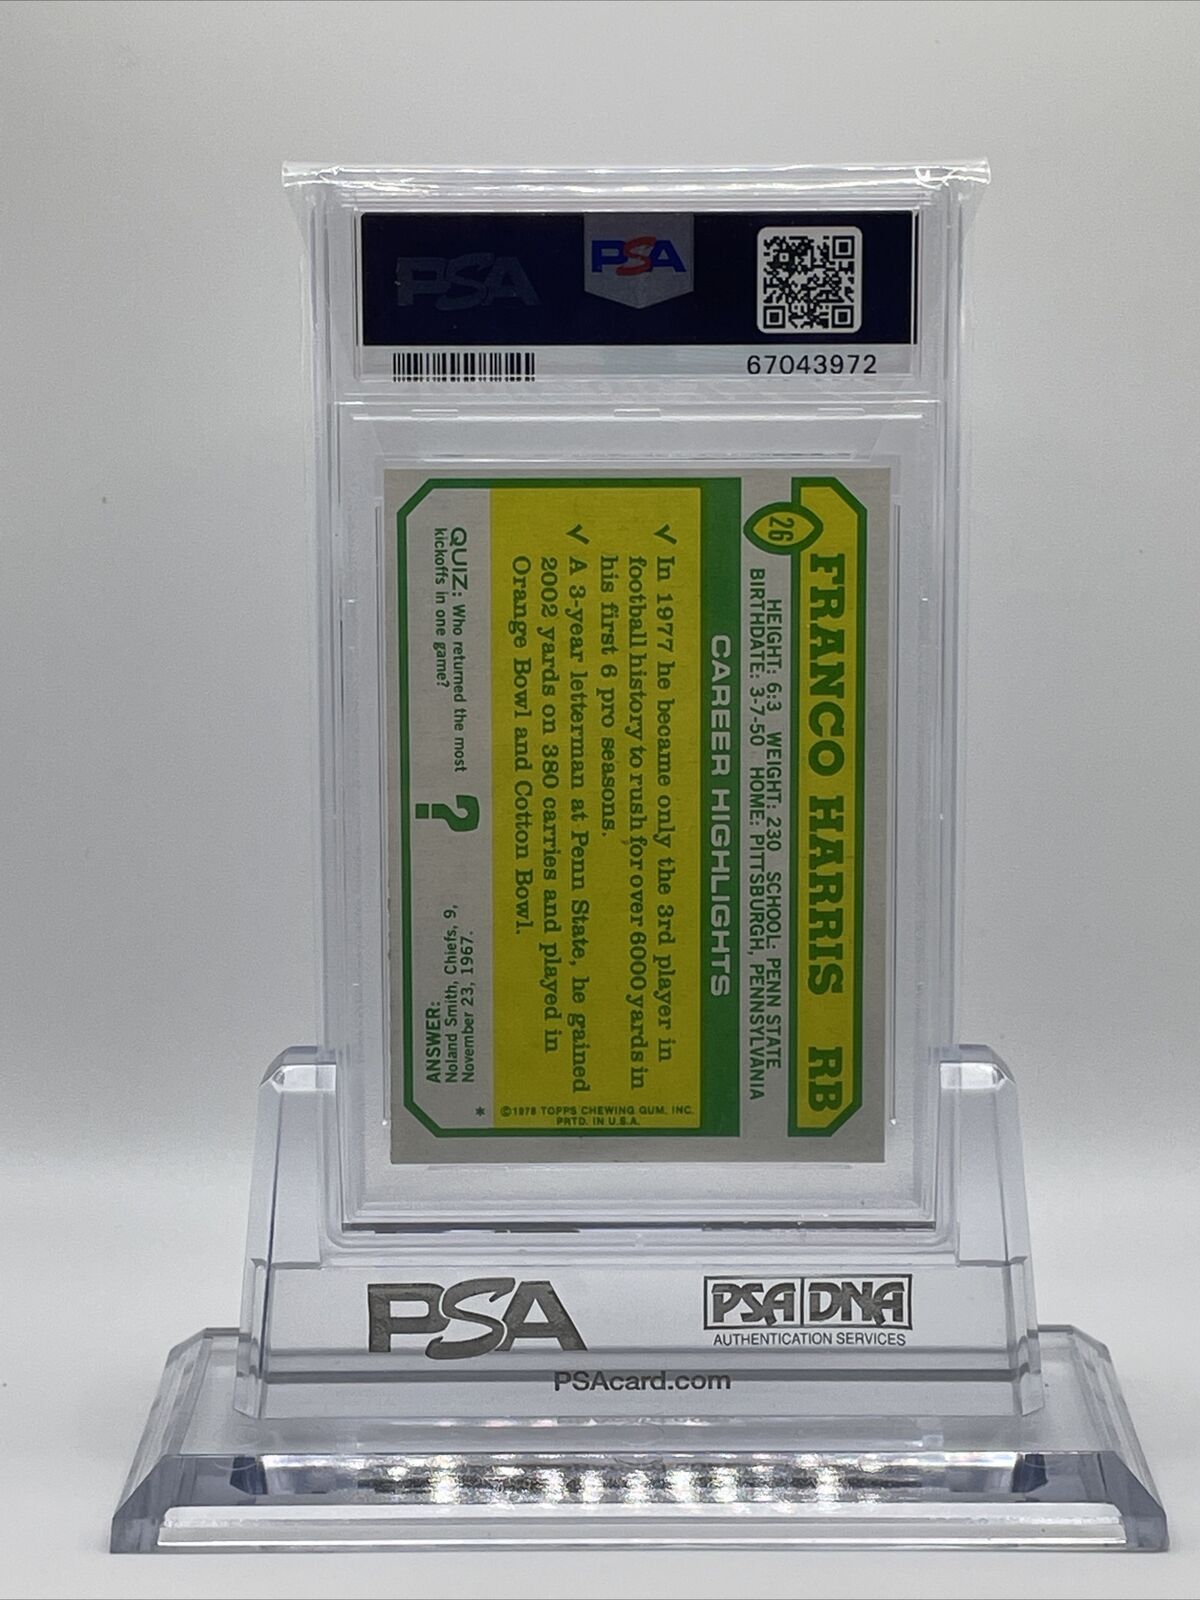 PSA
PSA
67043972
26
FRANCO HARRIS RB
HEIGHT: 6:3 WEIGHT: 230 SCHOOL: PENN STATE
BIRTHDATE: 3-7-50 HOME: PITTSBURGH, PENNSYLVANIA
CAREER HIGHLIGHTS
✓ In 1977 he became only the 3rd player in
football history to rush for over 6000 yards in
his first 6 pro seasons.
✓ A 3-year letterman at Penn State, he gained
2002 yards on 380 carries and played in
Orange Bowl and Cotton Bowl.
©1978 TOPPS CHEWING GUM, INC.
PRTD. IN U.S.A.
QUIZ: Who returned the most
kickoffs in one game?
?
ANSWER:
Noland Smith, Chiefs, 9,
November 23, 1967.
*
PSA
PSA DNA
AUTHENTICATION SERVICES
PSAcard.com